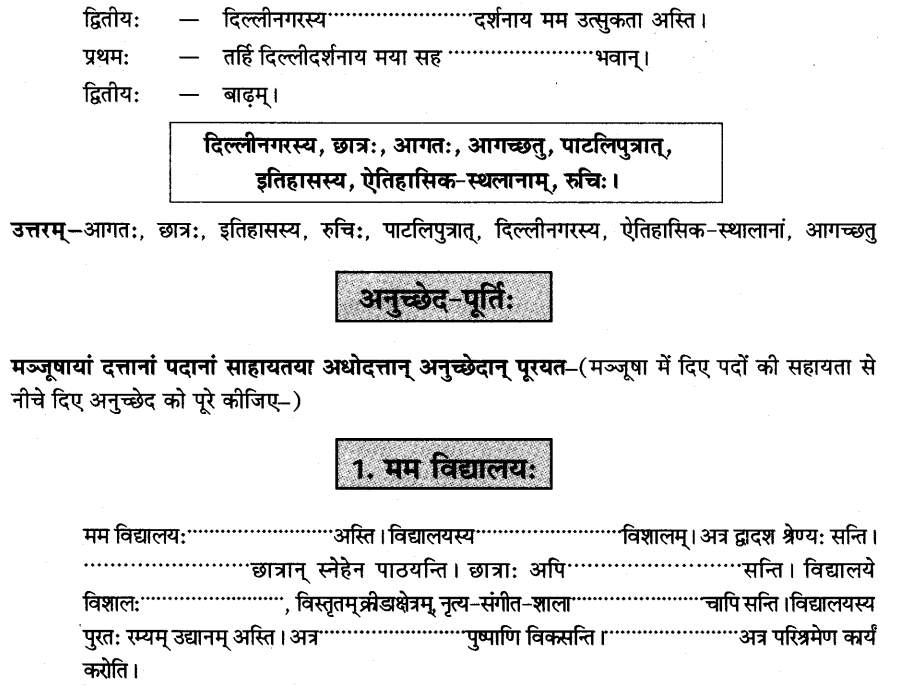 द्वितीयः — दिल्लीनगरस्य........................दर्शनाय मम उत्सुकता अस्ति।
प्रथमः — तर्हि दिल्लीदर्शनाय मया सह ........................भवान्।
द्वितीयः — बाढ़म्।
दिल्लीनगरस्य, छात्रः, आगतः, आगच्छतु, पाटलिपुत्रात्,
इतिहासस्य, ऐतिहासिक-स्थलानाम्, रुचिः।
उत्तरम्–आगतः, छात्रः, इतिहासस्य, रुचिः, पाटलिपुत्रात्, दिल्लीनगरस्य, ऐतिहासिक-स्थालानां, आगच्छतु
अनुच्छेद-पूर्तिः
मञ्जूषायां दत्तानां पदानां साहायतया अधोदत्तान् अनुच्छेदान् पूरयत–(मञ्जूषा में दिए पदों की सहायता से
नीचे दिए अनुच्छेद को पूरे कीजिए–)
1. मम विद्यालयः
मम विद्यालयः........................अस्ति। विद्यालयस्य........................विशालम्। अत्र द्वादश श्रेण्यः सन्ति।
........................छात्रान् स्नेहेन पाठयन्ति। छात्राः अपि........................सन्ति। विद्यालये
विशालः........................, विस्तृतम् क्रीडाक्षेत्रम्, नृत्य-संगीत-शाला........................चापि सन्ति। विद्यालयस्य
पुरतः रम्यम् उद्यानम् अस्ति। अत्र........................पुष्पाणि विकसन्ति।........................अत्र परिश्रमेण कार्यं
करोति।